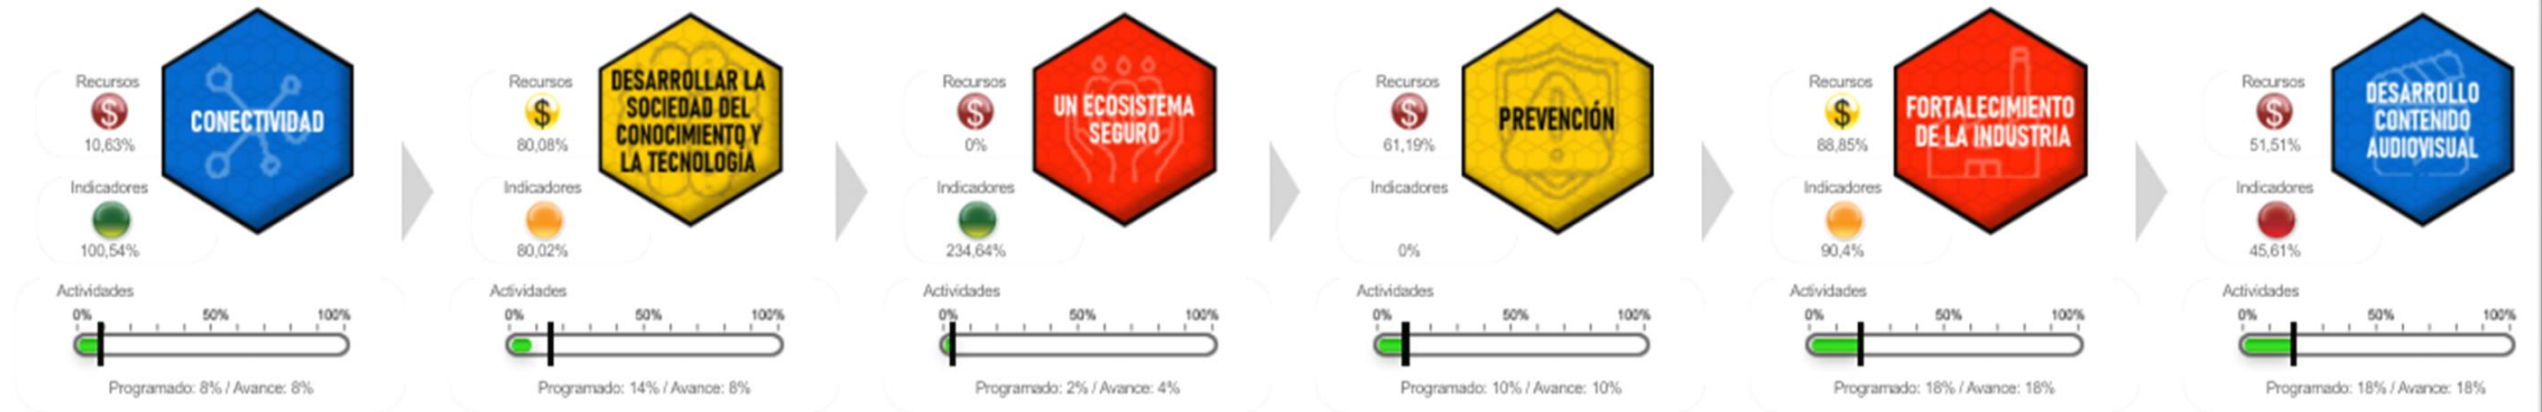 Recursos
$
10,63%
Indicadores
100,54%
CONECTIVIDAD
Actividades
0% 50% 100%
Programado: 8% / Avance: 8%
Recursos
$
80,08%
Indicadores
80,02%
DESARROLLAR LA
SOCIEDAD DEL
CONOCIMIENTO Y
LA TECNOLOGÍA
Actividades
0% 50% 100%
Programado: 14% / Avance: 8%
Recursos
$
0%
Indicadores
234,64%
UN ECOSISTEMA
SEGURO
Actividades
0% 50% 100%
Programado: 2% / Avance: 4%
Recursos
$
61,19%
Indicadores
0%
PREVENCIÓN
Actividades
0% 50% 100%
Programado: 10% / Avance: 10%
Recursos
$
88,85%
Indicadores
90,4%
FORTALECIMIENTO
DE LA INDUSTRIA
Actividades
0% 50% 100%
Programado: 18% / Avance: 18%
Recursos
$
51,51%
Indicadores
45,61%
DESARROLLO
CONTENIDO
AUDIOVISUAL
Actividades
0% 50% 100%
Programado: 18% / Avance: 18%